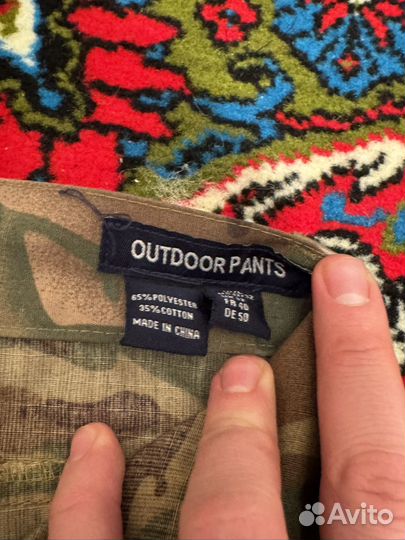 OUTDOOR PANTS
65%POLYESTER
35%COTTON
MADE IN CHINA
FR 40
DE 50
Avito